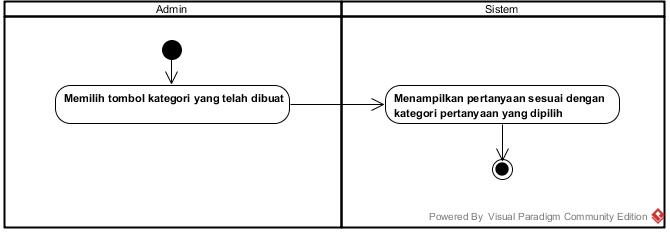 Admin
Sistem
Memilih tombol kategori yang telah dibuat
Menampilkan pertanyaan sesuai dengan
kategori pertanyaan yang dipilih
Powered By Visual Paradigm Community Edition